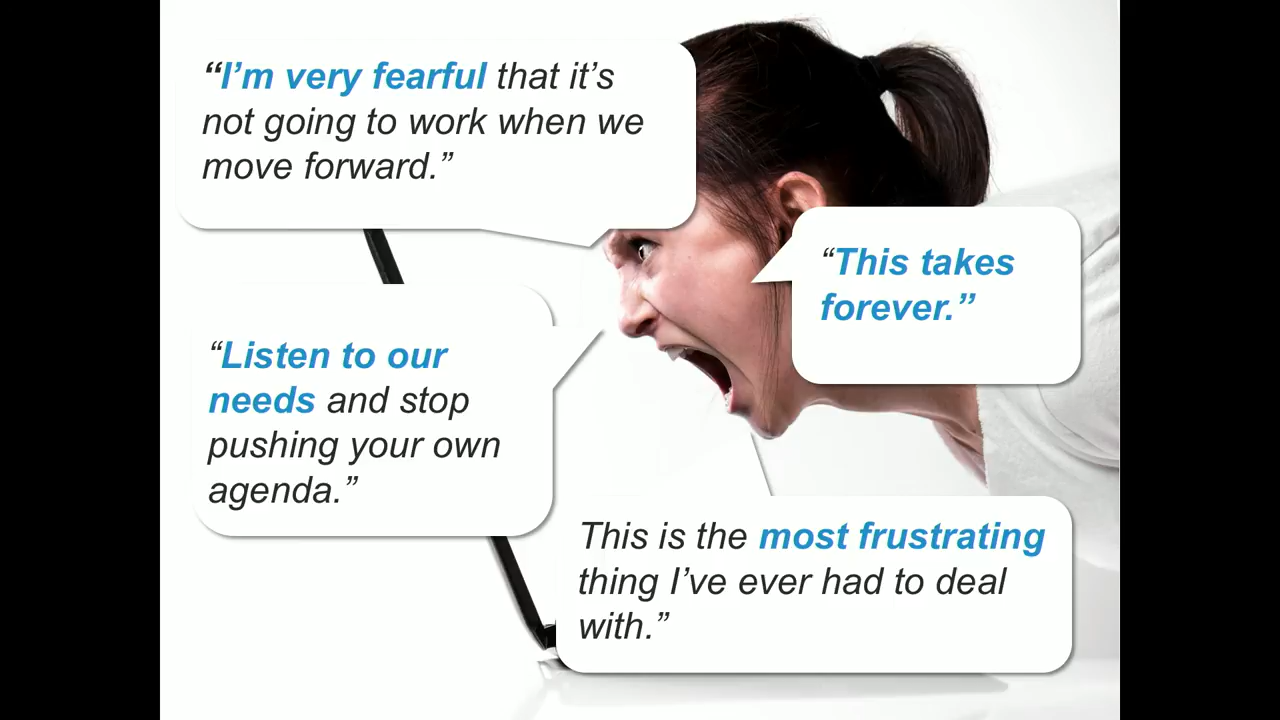 “I’m very fearful that it’s
not going to work when we
move forward.”
“This takes
forever.”
“Listen to our
needs and stop
pushing your own
agenda.”
This is the most frustrating
thing I’ve ever had to deal
with.”